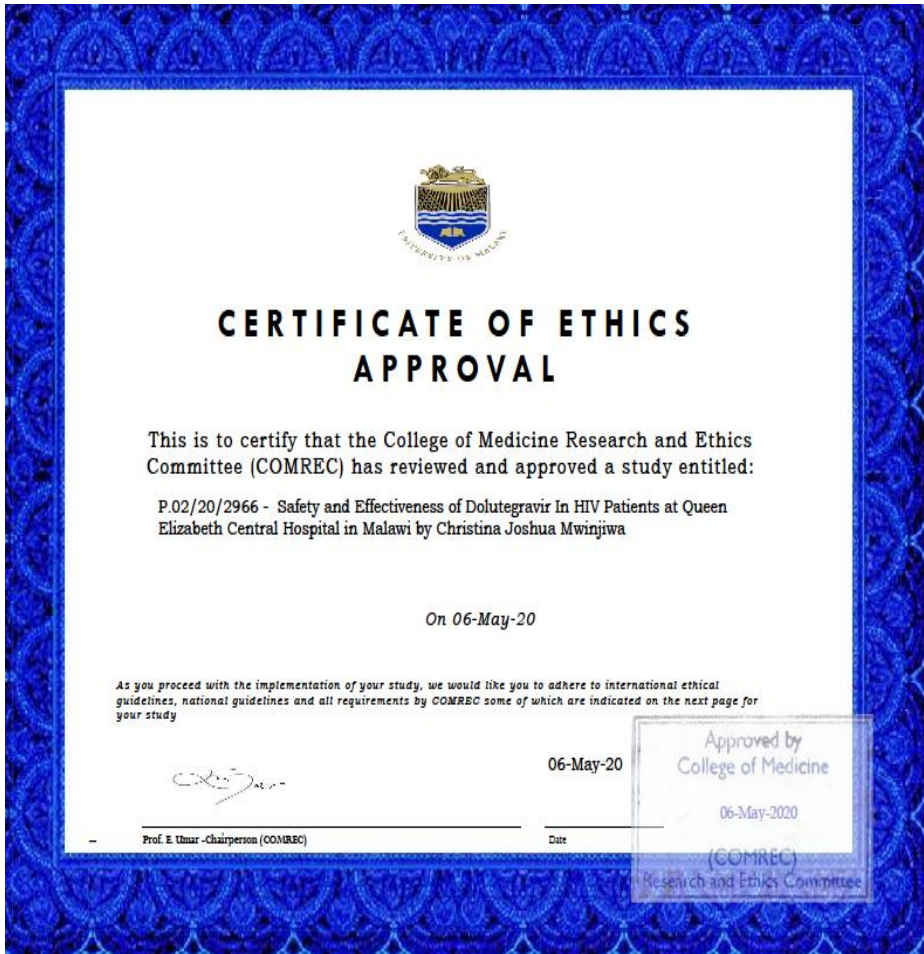 UNIVERSITY OF MALAWI
CERTIFICATE OF ETHICS
APPROVAL
This is to certify that the College of Medicine Research and Ethics
Committee (COMREC) has reviewed and approved a study entitled:
P.02/20/2966 - Safety and Effectiveness of Dolutegravir In HIV Patients at Queen
Elizabeth Central Hospital in Malawi by Christina Joshua Mwinjiwa
On 06-May-20
As you proceed with the implementation of your study, we would like you to adhere to international ethical
guidelines, national guidelines and all requirements by COMREC some of which are indicated on the next page for
your study
06-May-20
Prof. E. Umar -Chairperson (COMREC)
Date
Approved by
College of Medicine
06-May-2020
(COMREC)
Research and Ethics Committee